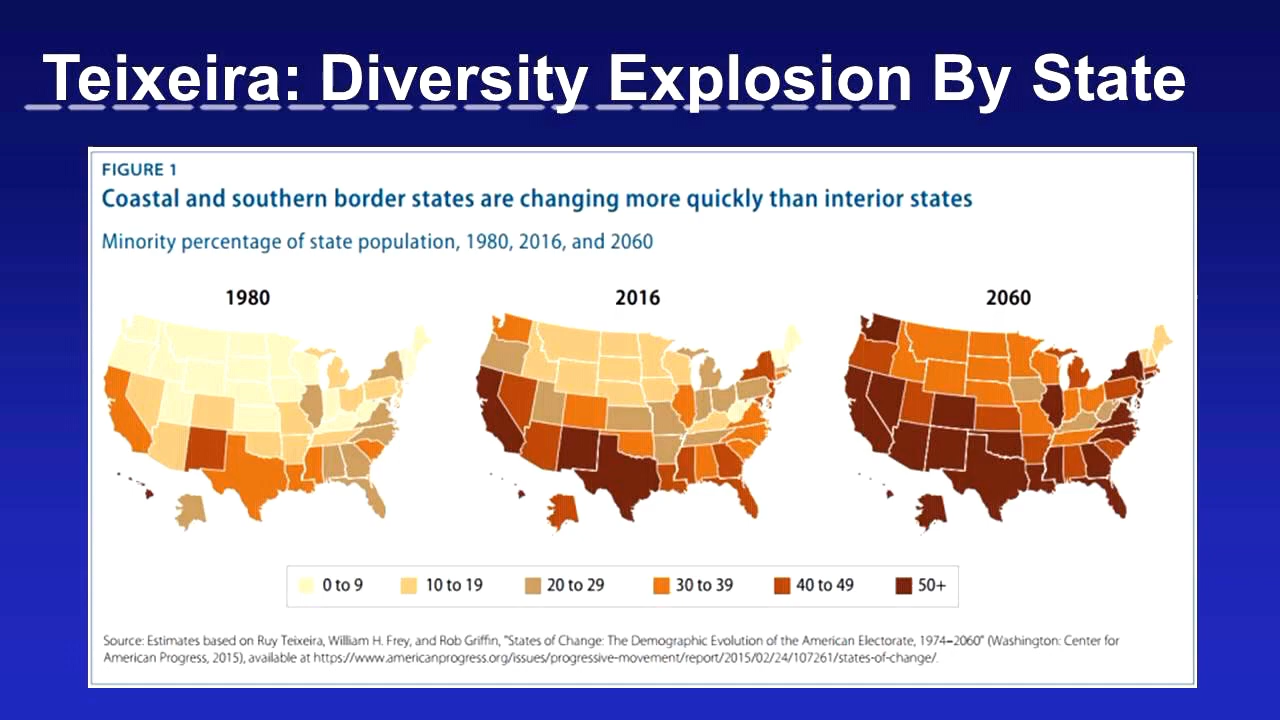 Teixeira: Diversity Explosion By State
FIGURE 1
Coastal and southern border states are changing more quickly than interior states
Minority percentage of state population, 1980, 2016, and 2060
1980 2016 2060
0 to 9 10 to 19 20 to 29 30 to 39 40 to 49 50+
Source: Estimates based on Ruy Teixeira, William H. Frey, and Rob Griffin, "States of Change: The Demographic Evolution of the American Electorate, 1974–2060" (Washington: Center for
American Progress, 2015), available at https://www.americanprogress.org/issues/progressive-movement/report/2015/02/24/107261/states-of-change/.